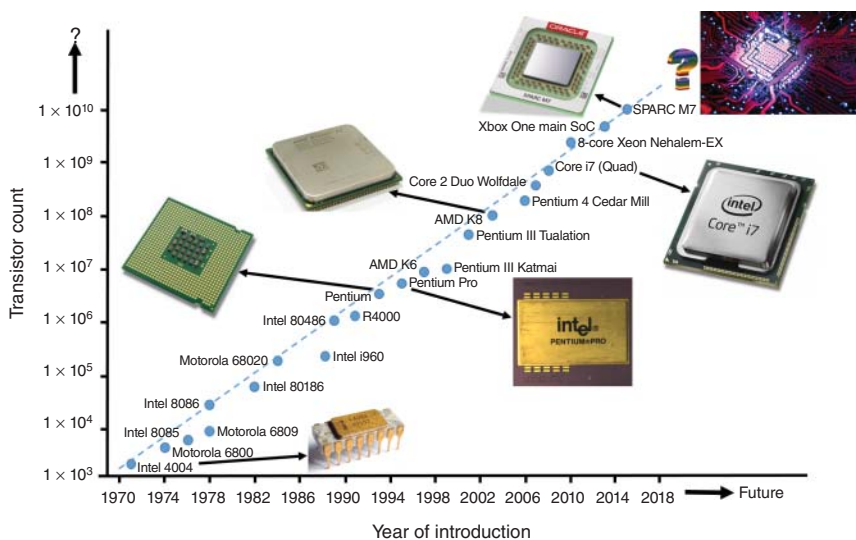 ?
ORACLE
SPARC M7
?
1 × 10¹⁰
SPARC M7
Xbox One main SoC
8-core Xeon Nehalem-EX
1 × 10⁹
Core i7 (Quad)
Core 2 Duo Wolfdale
Pentium 4 Cedar Mill
intel
Core™ i7
1 × 10⁸
AMD K8
Pentium III Tualation
Transistor count
1 × 10⁷
AMD K6
Pentium III Katmai
Pentium Pro
Pentium
1 × 10⁶
Intel 80486
R4000
intel®
PENTIUM®PRO
Motorola 68020
Intel i960
1 × 10⁵
Intel 80186
Intel 8086
1 × 10⁴
Intel 8085
Motorola 6809
Motorola 6800
Intel 4004
1 × 10³
1970 1974 1978 1982 1986 1990 1994 1998 2002 2006 2010 2014 2018
Future
Year of introduction